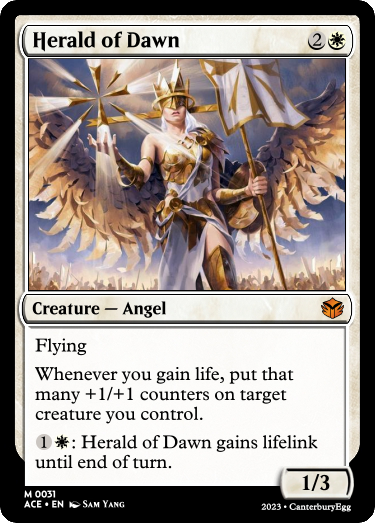 Herald of Dawn 2
Creature — Angel
Flying
Whenever you gain life, put that
many +1/+1 counters on target
creature you control.
1 : Herald of Dawn gains lifelink
until end of turn.
1/3
M 0031
ACE • EN Sam Yang
2023 • CanterburyEgg